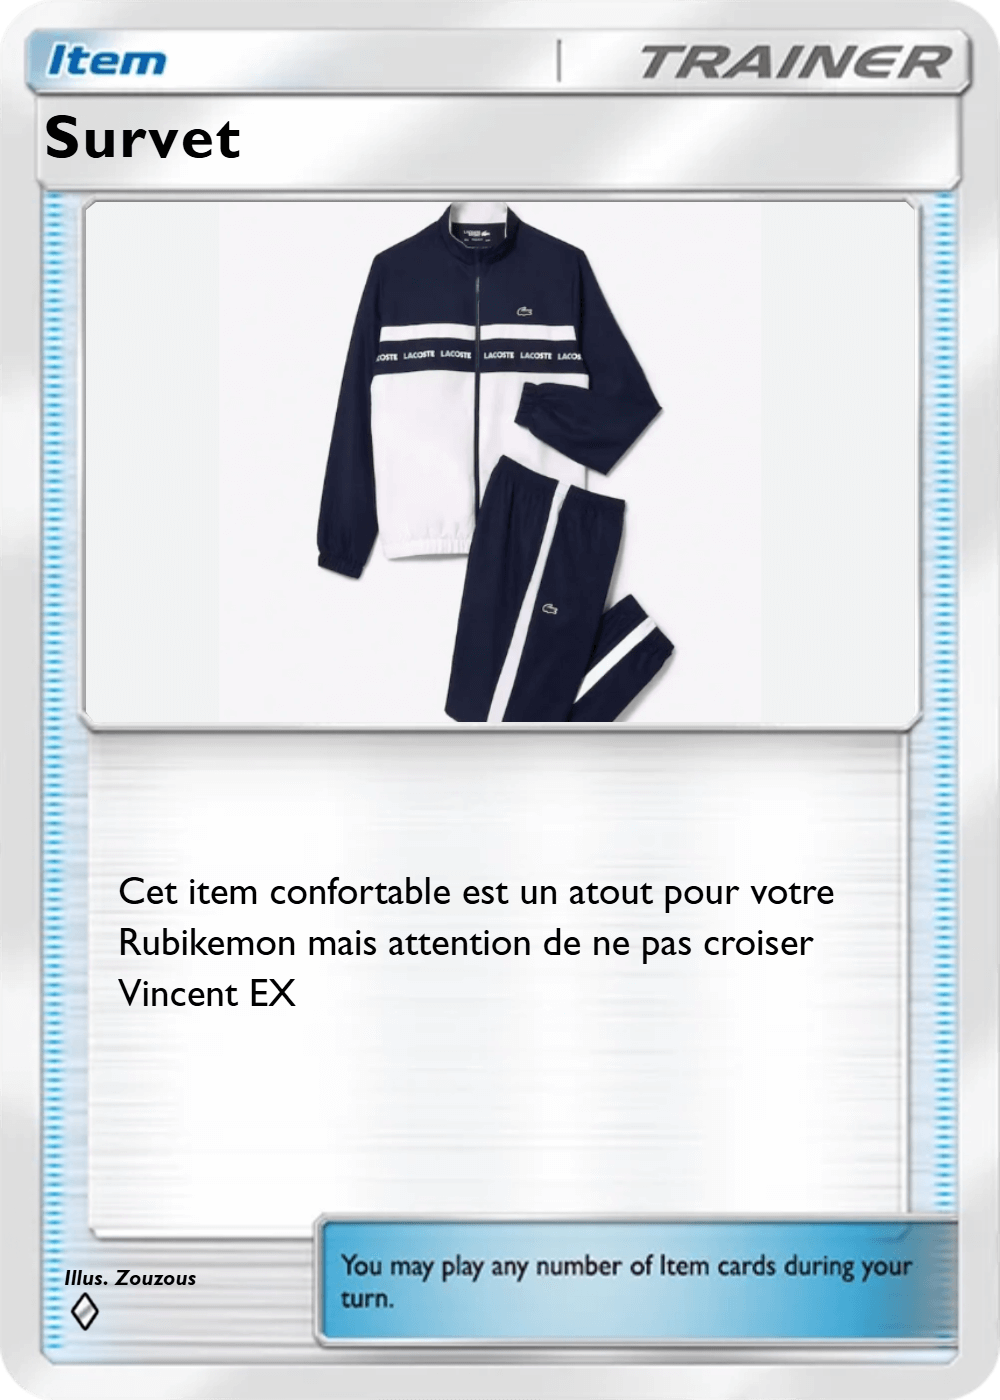 Item
TRAINER
Survet
LACOSTE
COSTE LACOSTE LACOSTE LACOSTE LACOSTE LACOS
Cet item confortable est un atout pour votre
Rubikemon mais attention de ne pas croiser
Vincent EX
Illus. Zouzous
You may play any number of Item cards during your
turn.